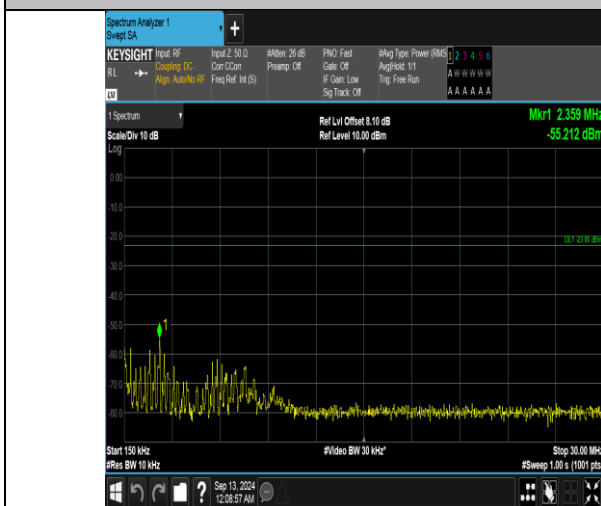 Spectrum Analyzer 1
Swept SA
+
KEYSIGHT Input: RF Input Z: 50 Ω #Atten: 26 dB PNO: Fast #Avg Type: Power (RMS 1 2 3 4 5 6
RL Coupling: DC Corr CCorr Preamp: Off Gate: Off Avg|Hold: 1/1 A W W W W W
Align: Auto/No RF Freq Ref: Int (S) IF Gain: Low Trig: Free Run
LXI Sig Track: Off A A A A A A
1 Spectrum Ref Lvl Offset 8.10 dB Mkr1 2.359 MHz
Scale/Div 10 dB Ref Level 10.00 dBm -55.212 dBm
Log
0.00
-10.0
-20.0
DL1 -23.00 dBm
-30.0
-40.0
-50.0
1
-60.0
-70.0
-80.0
Start 150 kHz #Video BW 30 kHz* Stop 30.00 MHz
#Res BW 10 kHz #Sweep 1.00 s (1001 pts
? Sep 13, 2024
12:08:57 AM